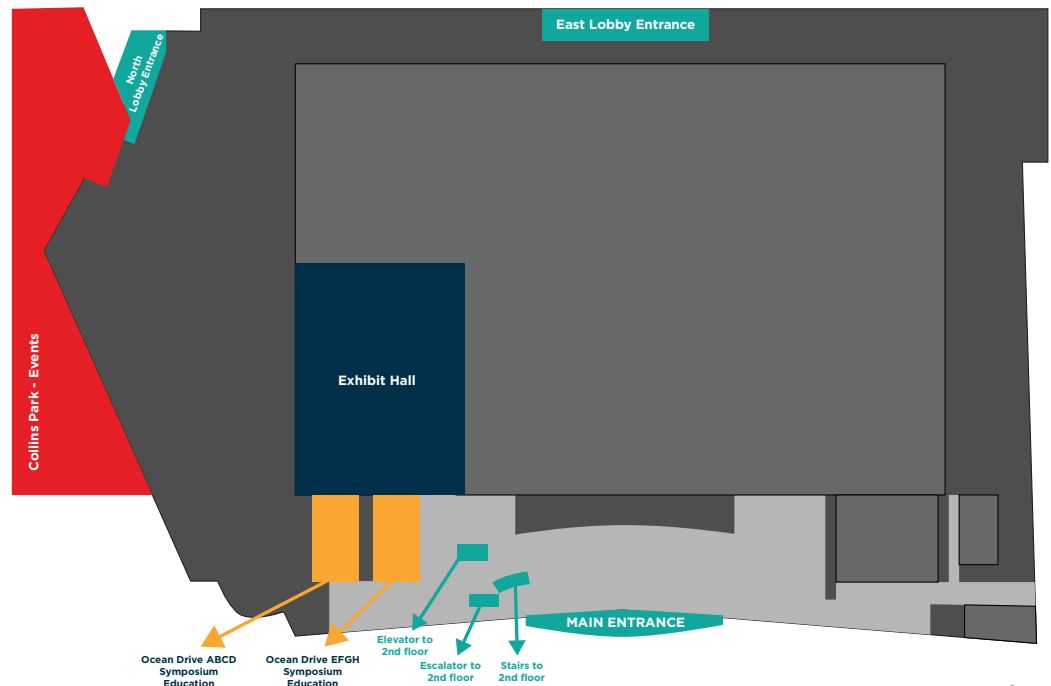 East Lobby Entrance
North
Lobby Entrance
Collins Park - Events
Exhibit Hall
MAIN ENTRANCE
Elevator to
2nd floor
Escalator to
2nd floor
Stairs to
2nd floor
Ocean Drive ABCD
Symposium
Education
Ocean Drive EFGH
Symposium
Education